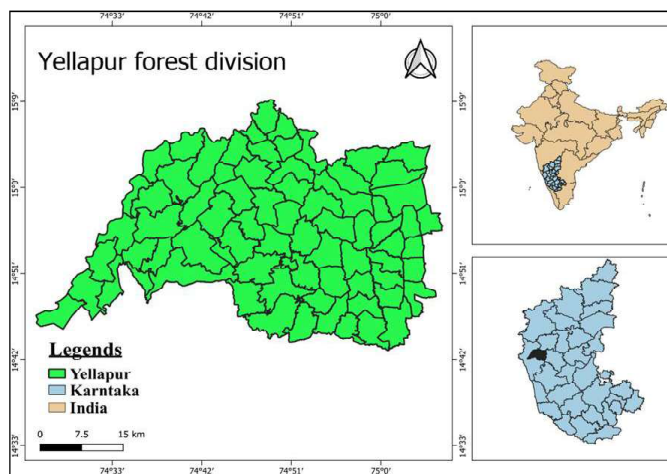 74°33' 74°42' 74°51' 75°0'
Yellapur forest division
15°9'
15°0'
14°51'
14°42'
14°33'
15°9'
15°0'
14°51'
14°42'
14°33'
Legends
Yellapur
Karntaka
India
0 7.5 15 km
74°33' 74°42' 74°51' 75°0'